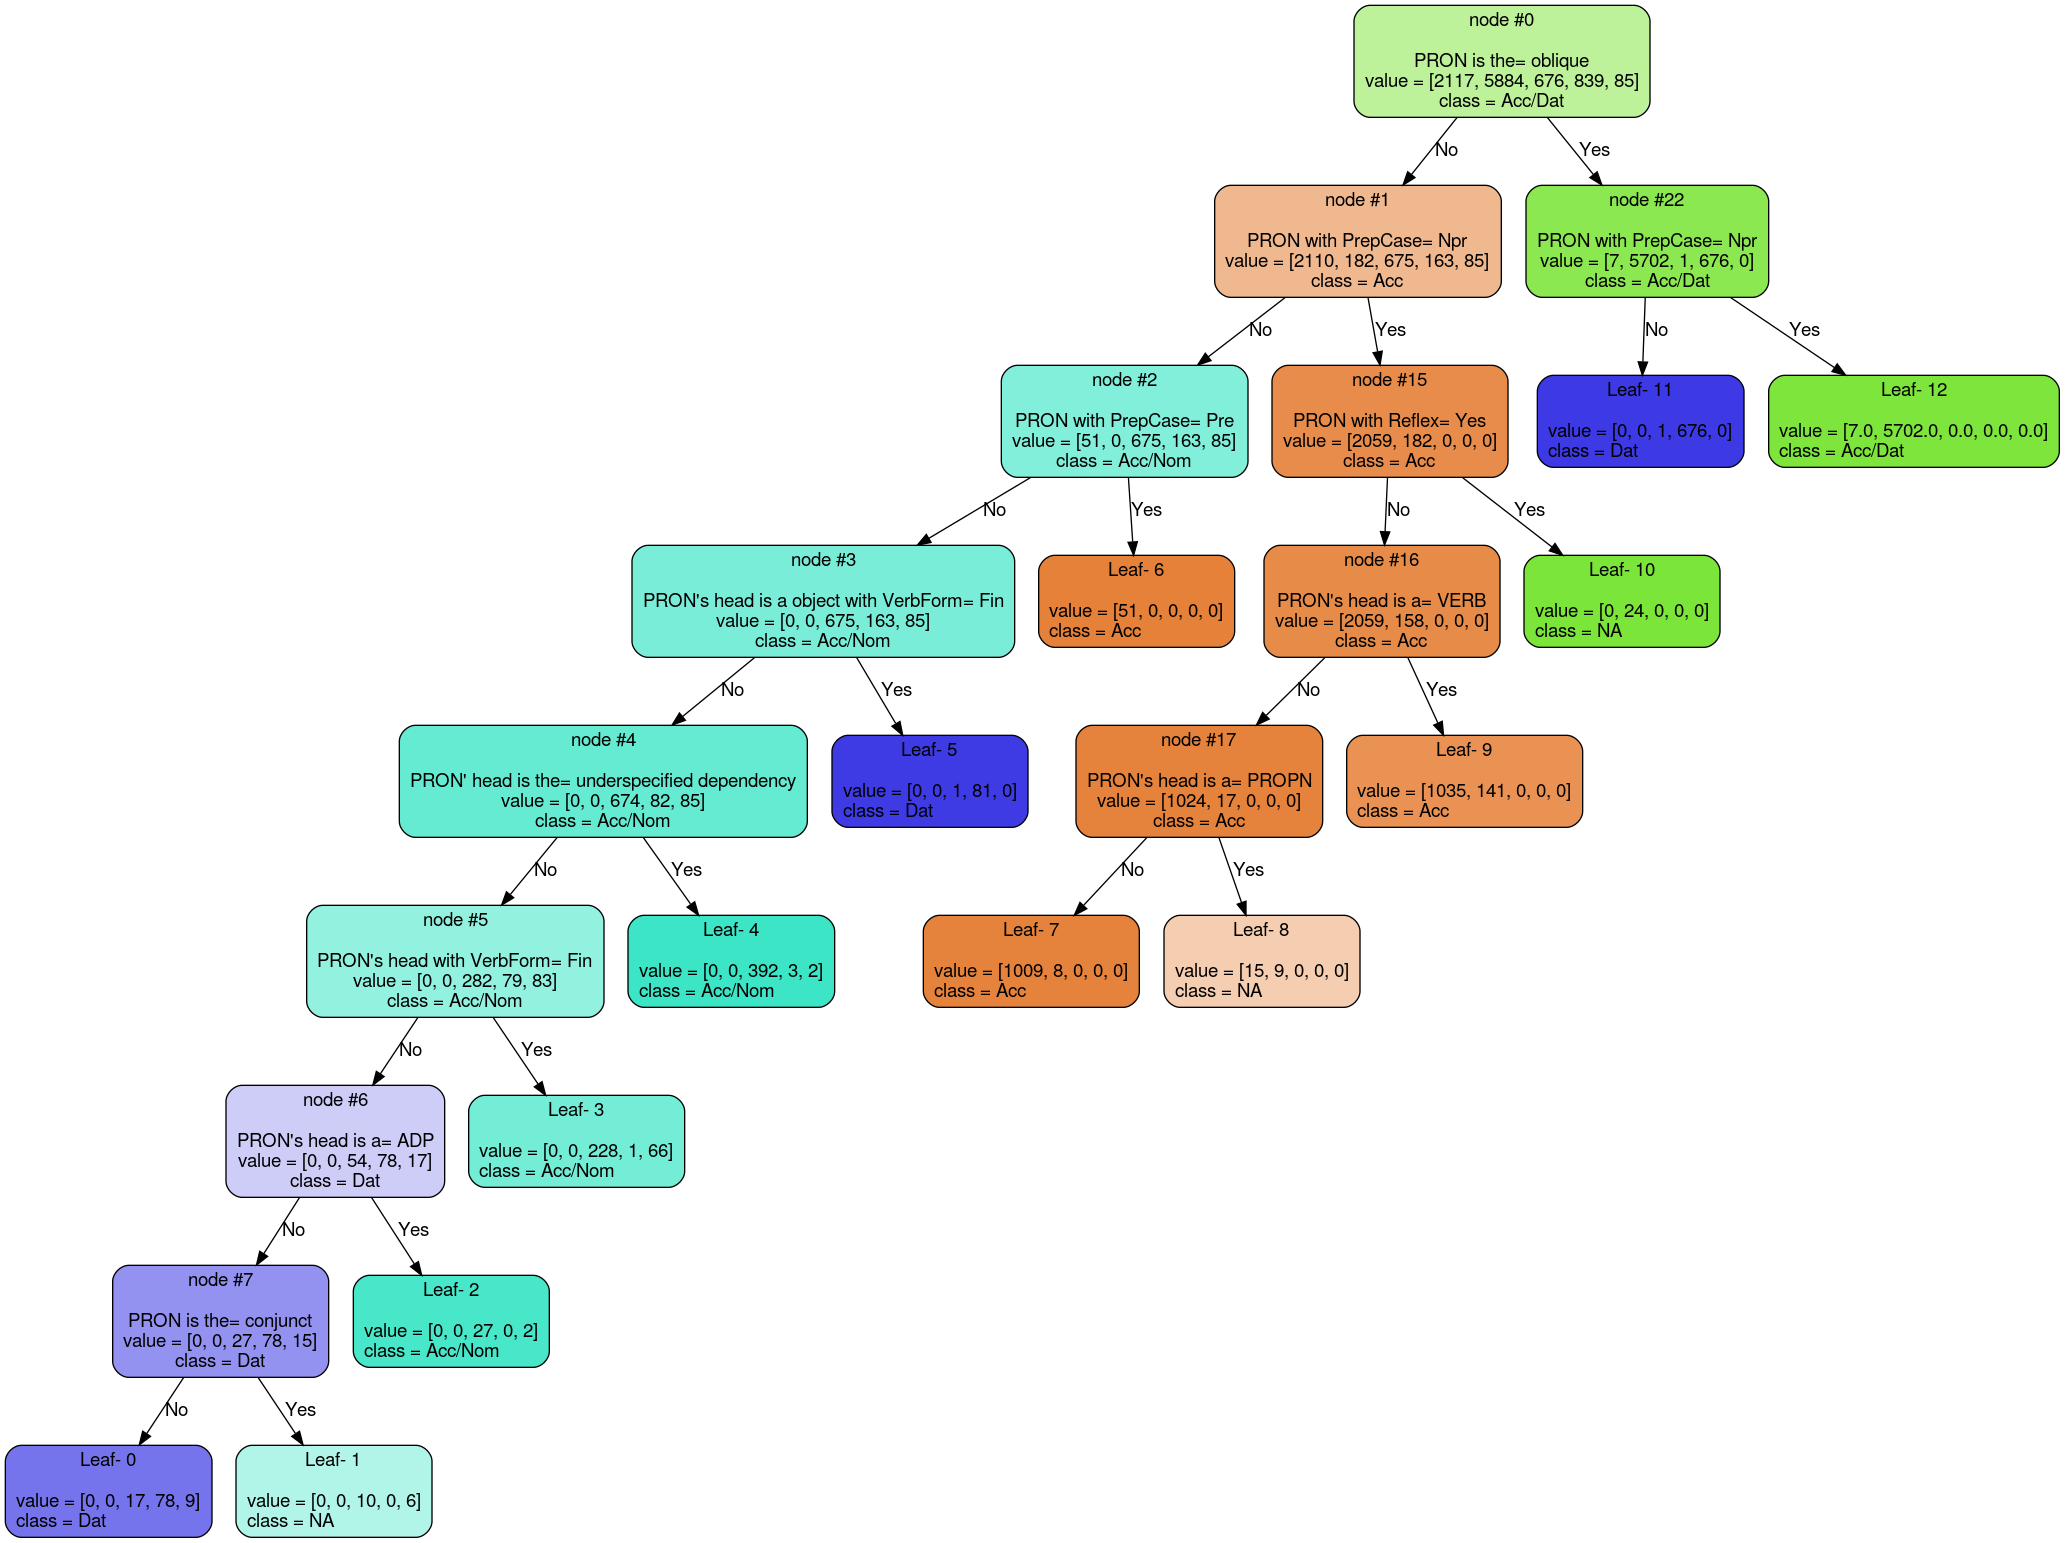 node #0
PRON is the= oblique
value = [2117, 5884, 676, 839, 85]
class = Acc/Dat
No
Yes
node #1
PRON with PrepCase= Npr
value = [2110, 182, 675, 163, 85]
class = Acc
node #22
PRON with PrepCase= Npr
value = [7, 5702, 1, 676, 0]
class = Acc/Dat
No
Yes
No
Yes
node #2
PRON with PrepCase= Pre
value = [51, 0, 675, 163, 85]
class = Acc/Nom
node #15
PRON with Reflex= Yes
value = [2059, 182, 0, 0, 0]
class = Acc
Leaf- 11
value = [0, 0, 1, 676, 0]
class = Dat
Leaf- 12
value = [7.0, 5702.0, 0.0, 0.0, 0.0]
class = Acc/Dat
No
Yes
No
Yes
node #3
PRON's head is a object with VerbForm= Fin
value = [0, 0, 675, 163, 85]
class = Acc/Nom
Leaf- 6
value = [51, 0, 0, 0, 0]
class = Acc
node #16
PRON's head is a= VERB
value = [2059, 158, 0, 0, 0]
class = Acc
Leaf- 10
value = [0, 24, 0, 0, 0]
class = NA
No
Yes
No
Yes
node #4
PRON' head is the= underspecified dependency
value = [0, 0, 674, 82, 85]
class = Acc/Nom
Leaf- 5
value = [0, 0, 1, 81, 0]
class = Dat
node #17
PRON's head is a= PROPN
value = [1024, 17, 0, 0, 0]
class = Acc
Leaf- 9
value = [1035, 141, 0, 0, 0]
class = Acc
No
Yes
No
Yes
node #5
PRON's head with VerbForm= Fin
value = [0, 0, 282, 79, 83]
class = Acc/Nom
Leaf- 4
value = [0, 0, 392, 3, 2]
class = Acc/Nom
Leaf- 7
value = [1009, 8, 0, 0, 0]
class = Acc
Leaf- 8
value = [15, 9, 0, 0, 0]
class = NA
No
Yes
node #6
PRON's head is a= ADP
value = [0, 0, 54, 78, 17]
class = Dat
Leaf- 3
value = [0, 0, 228, 1, 66]
class = Acc/Nom
No
Yes
node #7
PRON is the= conjunct
value = [0, 0, 27, 78, 15]
class = Dat
Leaf- 2
value = [0, 0, 27, 0, 2]
class = Acc/Nom
No
Yes
Leaf- 0
value = [0, 0, 17, 78, 9]
class = Dat
Leaf- 1
value = [0, 0, 10, 0, 6]
class = NA